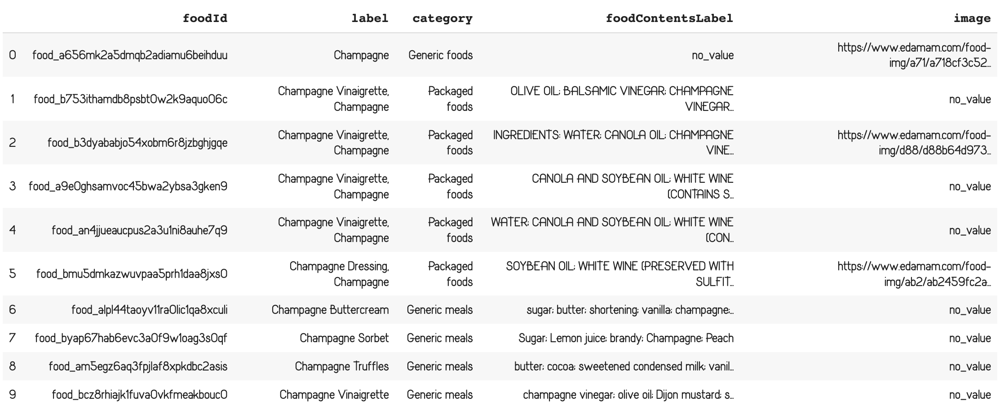 foodId label category foodContentsLabel image
0 food_a656mk2a5dmqb2adiamu6beihduu Champagne Generic foods no_value https://www.edamam.com/food-
img/a71/a718cf3c52...
1 food_b753ithamdb8psbt0w2k9aquo06c Champagne Vinaigrette, Packaged OLIVE OIL; BALSAMIC VINEGAR; CHAMPAGNE no_value
Champagne foods VINEGAR...
2 food_b3dyababjo54xobm6r8jzbghjgqe Champagne Vinaigrette, Packaged INGREDIENTS: WATER; CANOLA OIL; CHAMPAGNE https://www.edamam.com/food-
Champagne foods VINE... img/d88/d88b64d973...
3 food_a9e0ghsamvoc45bwa2ybsa3gken9 Champagne Vinaigrette, Packaged CANOLA AND SOYBEAN OIL; WHITE WINE no_value
Champagne foods (CONTAINS S...
4 food_an4jjueaucpus2a3u1ni8auhe7q9 Champagne Vinaigrette, Packaged WATER; CANOLA AND SOYBEAN OIL; WHITE WINE no_value
Champagne foods (CON...
5 food_bmu5dmkazwuvpaa5prh1daa8jxs0 Champagne Dressing, Packaged SOYBEAN OIL; WHITE WINE (PRESERVED WITH https://www.edamam.com/food-
Champagne foods SULFIT... img/ab2/ab2459fc2a...
6 food_alpl44taoyv11ra0lic1qa8xculi Champagne Buttercream Generic meals sugar; butter; shortening; vanilla; champagne;... no_value
7 food_byap67hab6evc3a0f9w1oag3s0qf Champagne Sorbet Generic meals Sugar; Lemon juice; brandy; Champagne; Peach no_value
8 food_am5egz6aq3fpjlaf8xpkdbc2asis Champagne Truffles Generic meals butter; cocoa; sweetened condensed milk; vanil... no_value
9 food_bcz8rhiajk1fuva0vkfmeakbouc0 Champagne Vinaigrette Generic meals champagne vinegar; olive oil; Dijon mustard; s... no_value